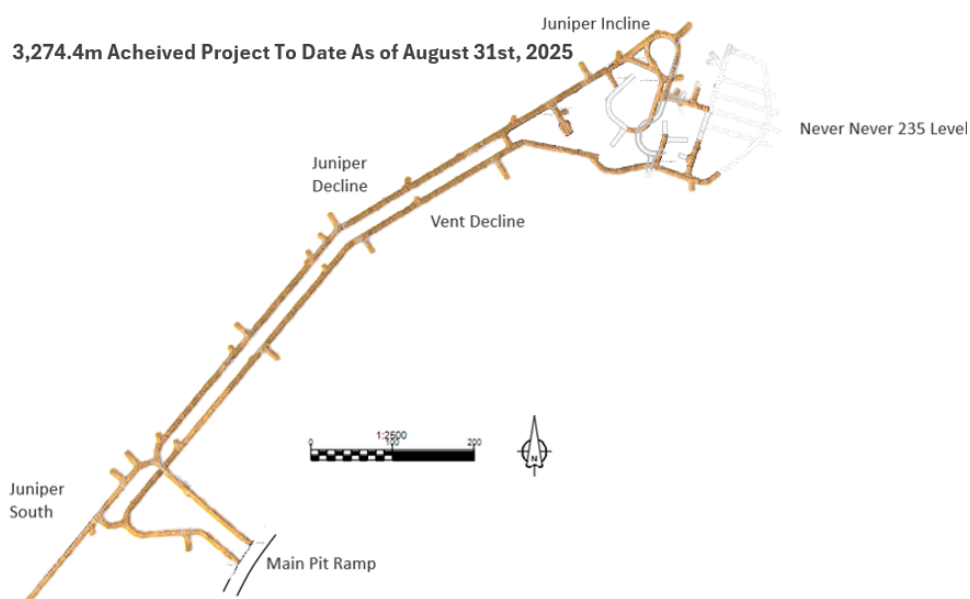 Juniper Incline
3,274.4m Acheived Project To Date As of August 31st, 2025
Never Never 235 Level
Juniper
Decline
Vent Decline
1:2500
0 100 200
N
Juniper
South
Main Pit Ramp